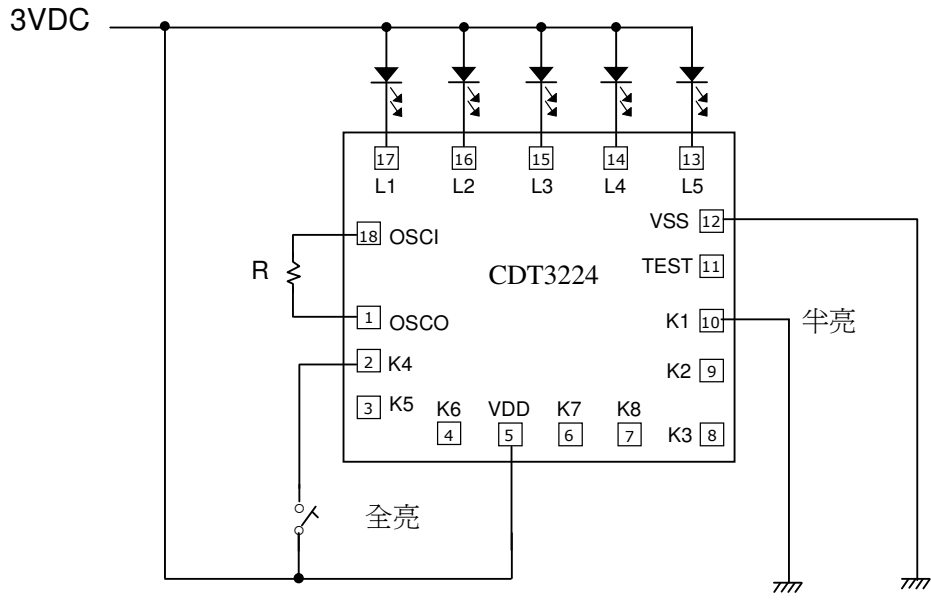 3VDC
17 16 15 14 13
L1 L2 L3 L4 L5
18 OSCI
VSS 12
TEST 11
R
CDT3224
1 OSCO
K1 10
半亮
2 K4
K2 9
3 K5
K6 VDD K7 K8
4 5 6 7
K3 8
全亮